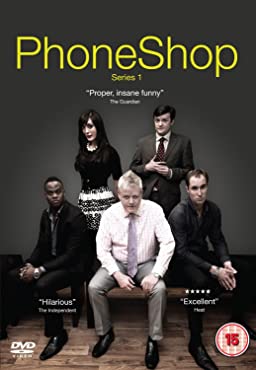 PhoneShop
Series 1
"Proper, insane funny"
The Guardian
"Hilarious"
The Independent
★★★★★
"Excellent"
Heat
DVD
VIDEO
15